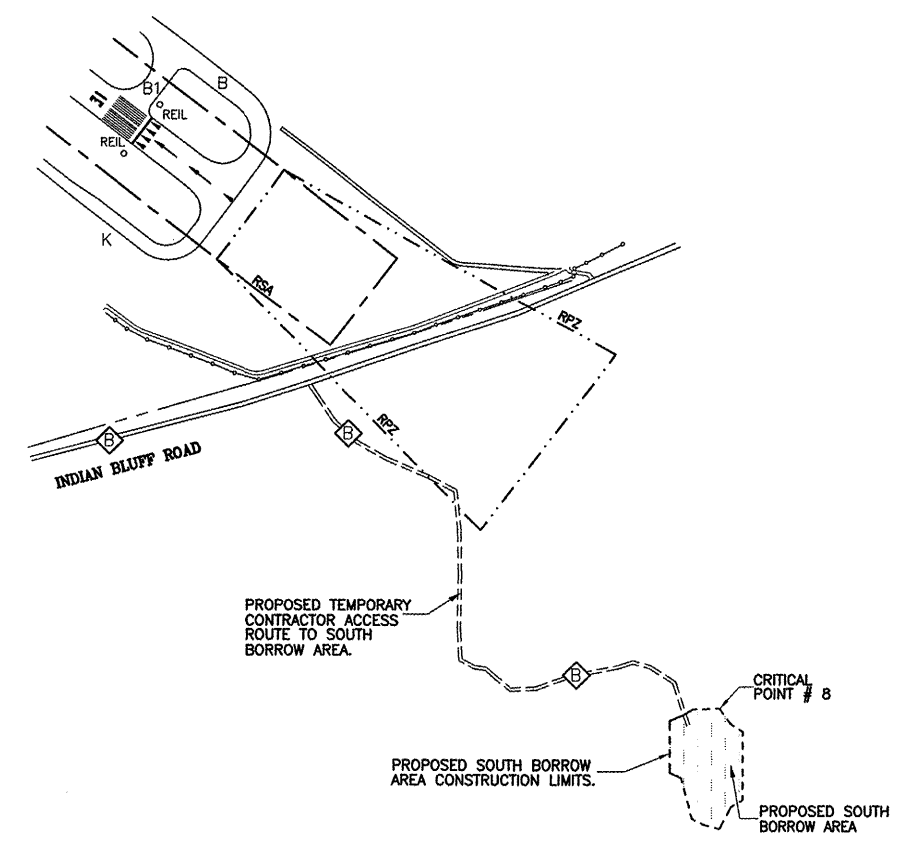 B
B1
31
REIL
REIL
K
RSA
RPZ
RPZ
B
B
INDIAN BLUFF ROAD
PROPOSED TEMPORARY
CONTRACTOR ACCESS
ROUTE TO SOUTH
BORROW AREA.
B
CRITICAL
POINT # 8
PROPOSED SOUTH BORROW
AREA CONSTRUCTION LIMITS.
PROPOSED SOUTH
BORROW AREA